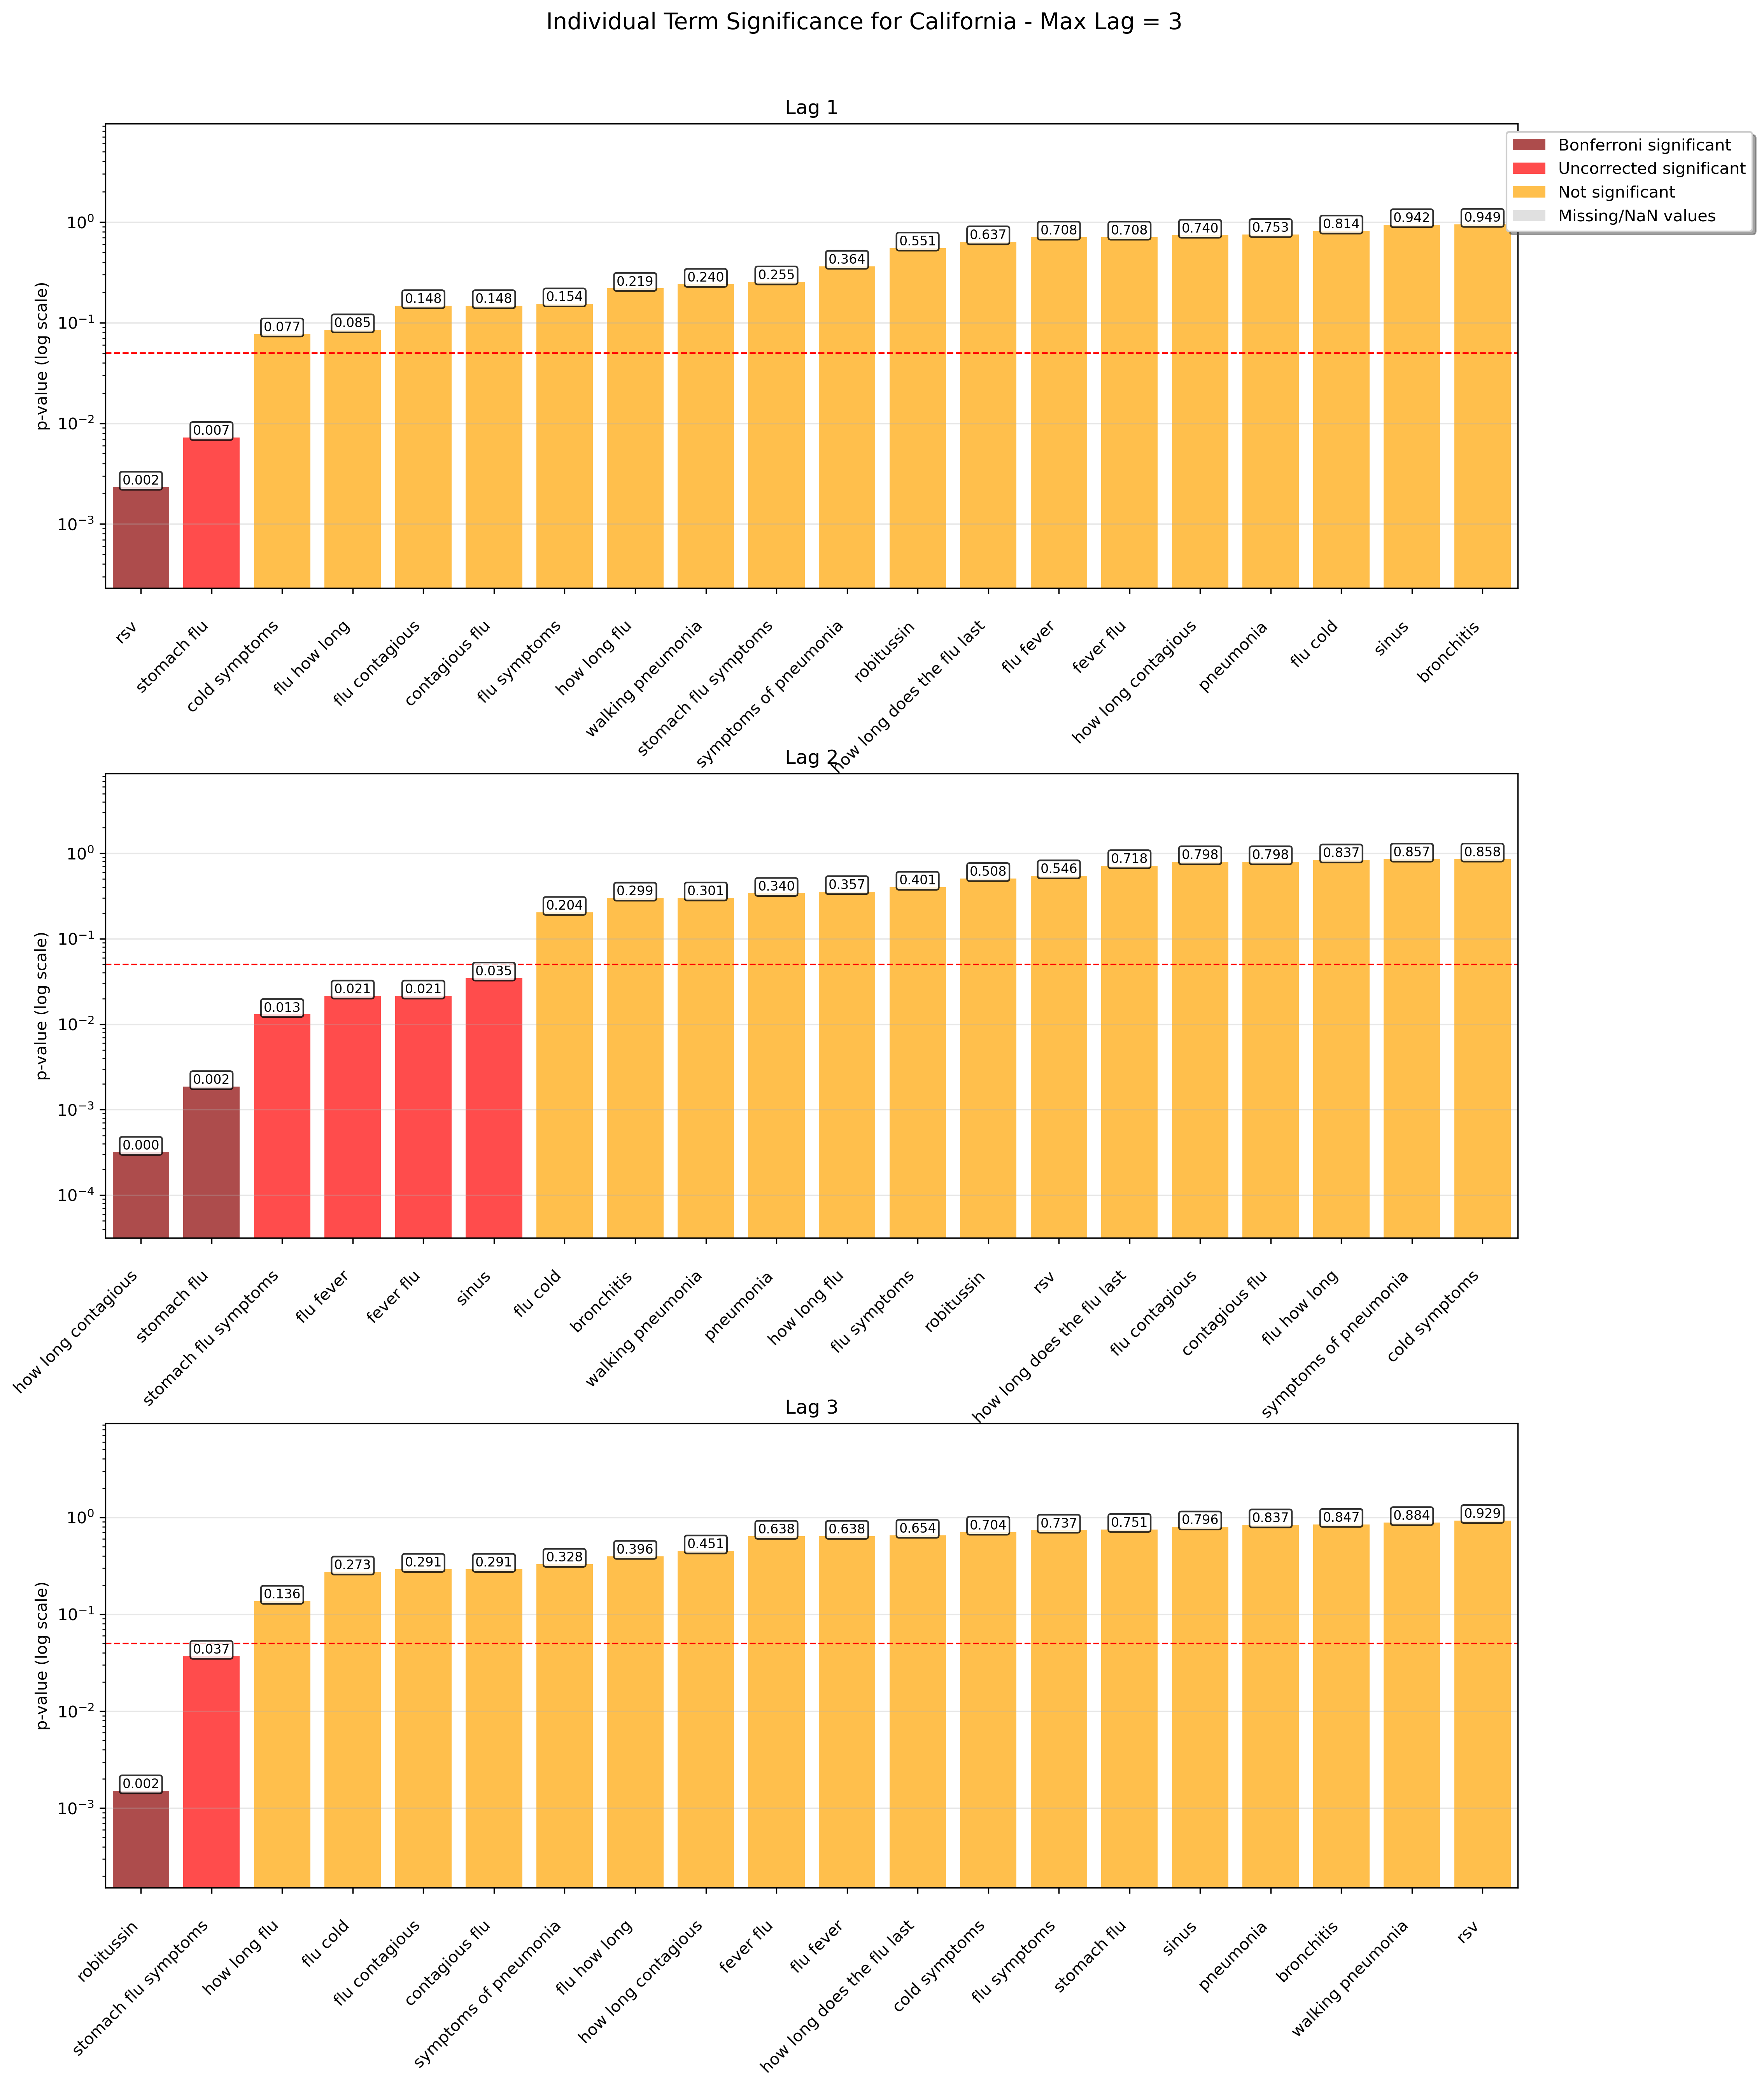 Individual Term Significance for California - Max Lag = 3
Lag 1
Bonferroni significant
Uncorrected significant
Not significant
Missing/NaN values
p-value (log scale)
10⁰
10⁻¹
10⁻²
10⁻³
0.002
0.007
0.077
0.085
0.148
0.148
0.154
0.219
0.240
0.255
0.364
0.551
0.637
0.708
0.708
0.740
0.753
0.814
0.942
0.949
rsv
stomach flu
cold symptoms
flu how long
flu contagious
contagious flu
flu symptoms
how long flu
walking pneumonia
stomach flu symptoms
symptoms of pneumonia
robitussin
how long does the flu last
flu fever
fever flu
how long contagious
pneumonia
flu cold
sinus
bronchitis
Lag 2
p-value (log scale)
10⁰
10⁻¹
10⁻²
10⁻³
10⁻⁴
0.000
0.002
0.013
0.021
0.021
0.035
0.204
0.299
0.301
0.340
0.357
0.401
0.508
0.546
0.718
0.798
0.798
0.837
0.857
0.858
how long contagious
stomach flu
stomach flu symptoms
flu fever
fever flu
sinus
flu cold
bronchitis
walking pneumonia
pneumonia
how long flu
flu symptoms
robitussin
rsv
how long does the flu last
flu contagious
contagious flu
flu how long
symptoms of pneumonia
cold symptoms
Lag 3
p-value (log scale)
10⁰
10⁻¹
10⁻²
10⁻³
0.002
0.037
0.136
0.273
0.291
0.291
0.328
0.396
0.451
0.638
0.638
0.654
0.704
0.737
0.751
0.796
0.837
0.847
0.884
0.929
robitussin
stomach flu symptoms
how long flu
flu cold
flu contagious
contagious flu
symptoms of pneumonia
flu how long
how long contagious
fever flu
flu fever
how long does the flu last
cold symptoms
flu symptoms
stomach flu
sinus
pneumonia
bronchitis
walking pneumonia
rsv